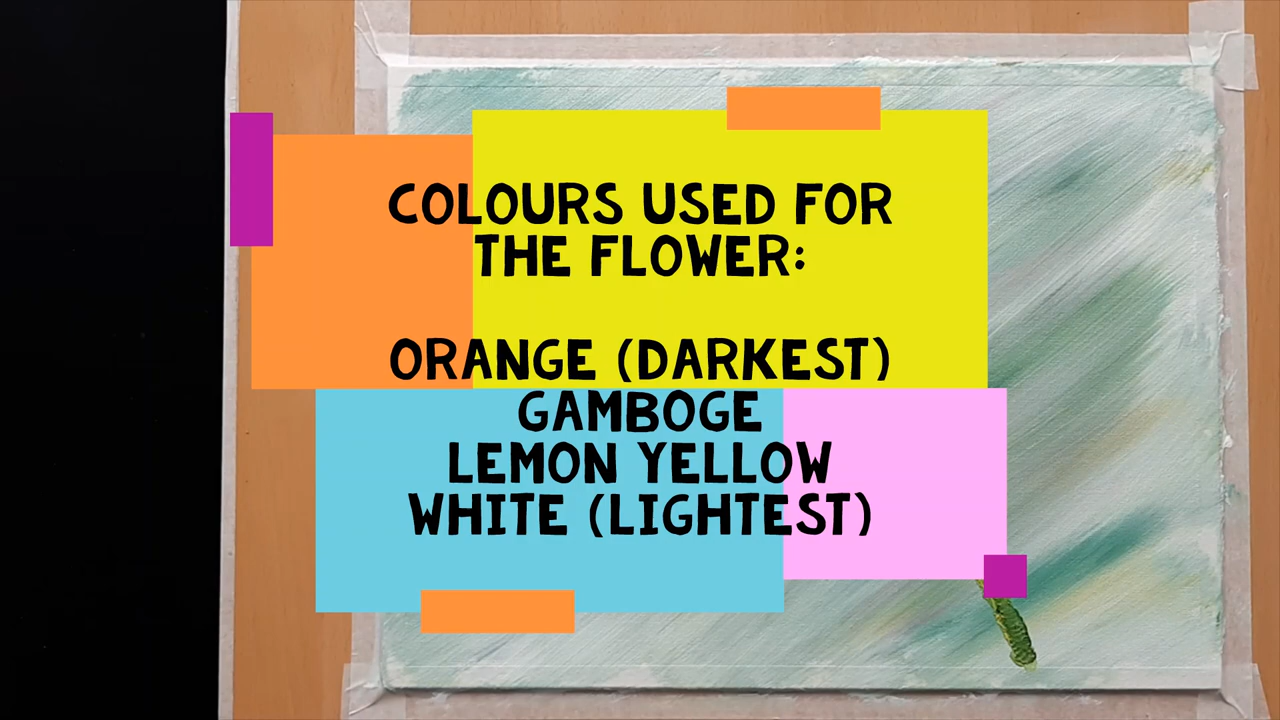 COLOURS USED FOR
THE FLOWER:
ORANGE (DARKEST)
GAMBOGE
LEMON YELLOW
WHITE (LIGHTEST)